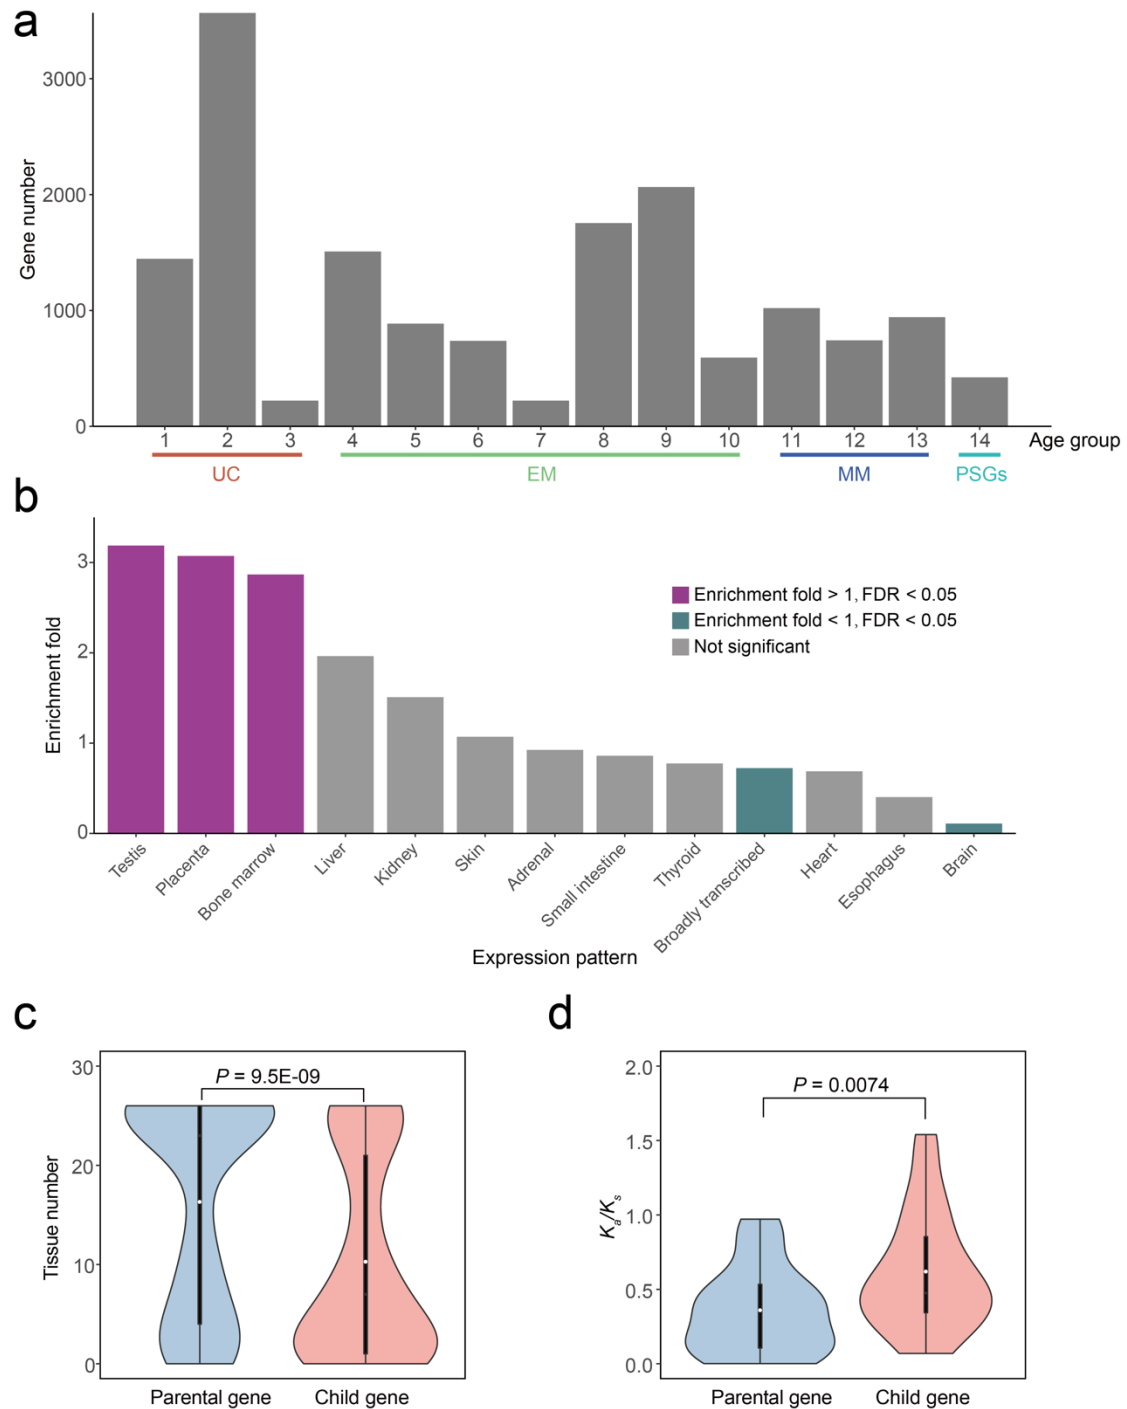 a
Gene number
3000
2000
1000
0
1 2 3 4 5 6 7 8 9 10 11 12 13 14 Age group
UC EM MM PSGs
b
Enrichment fold
3
2
1
0
Enrichment fold > 1, FDR < 0.05
Enrichment fold < 1, FDR < 0.05
Not significant
Testis Placenta Bone marrow Liver Kidney Skin Adrenal Small intestine Thyroid Broadly transcribed Heart Esophagus Brain
Expression pattern
c
Tissue number
30
20
10
0
P = 9.5E-09
Parental gene Child gene
d
Ka/Ks
2.0
1.5
1.0
0.5
0.0
P = 0.0074
Parental gene Child gene